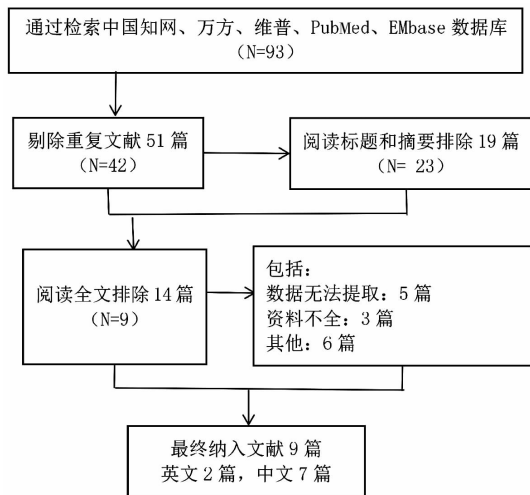 通过检索中国知网、万方、维普、PubMed、EMbase 数据库
（N=93）
剔除重复文献 51 篇
（N=42）
阅读标题和摘要排除 19 篇
（N= 23）
阅读全文排除 14 篇
（N=9）
包括：
数据无法提取：5 篇
资料不全：3 篇
其他：6 篇
最终纳入文献 9 篇
英文 2 篇，中文 7 篇